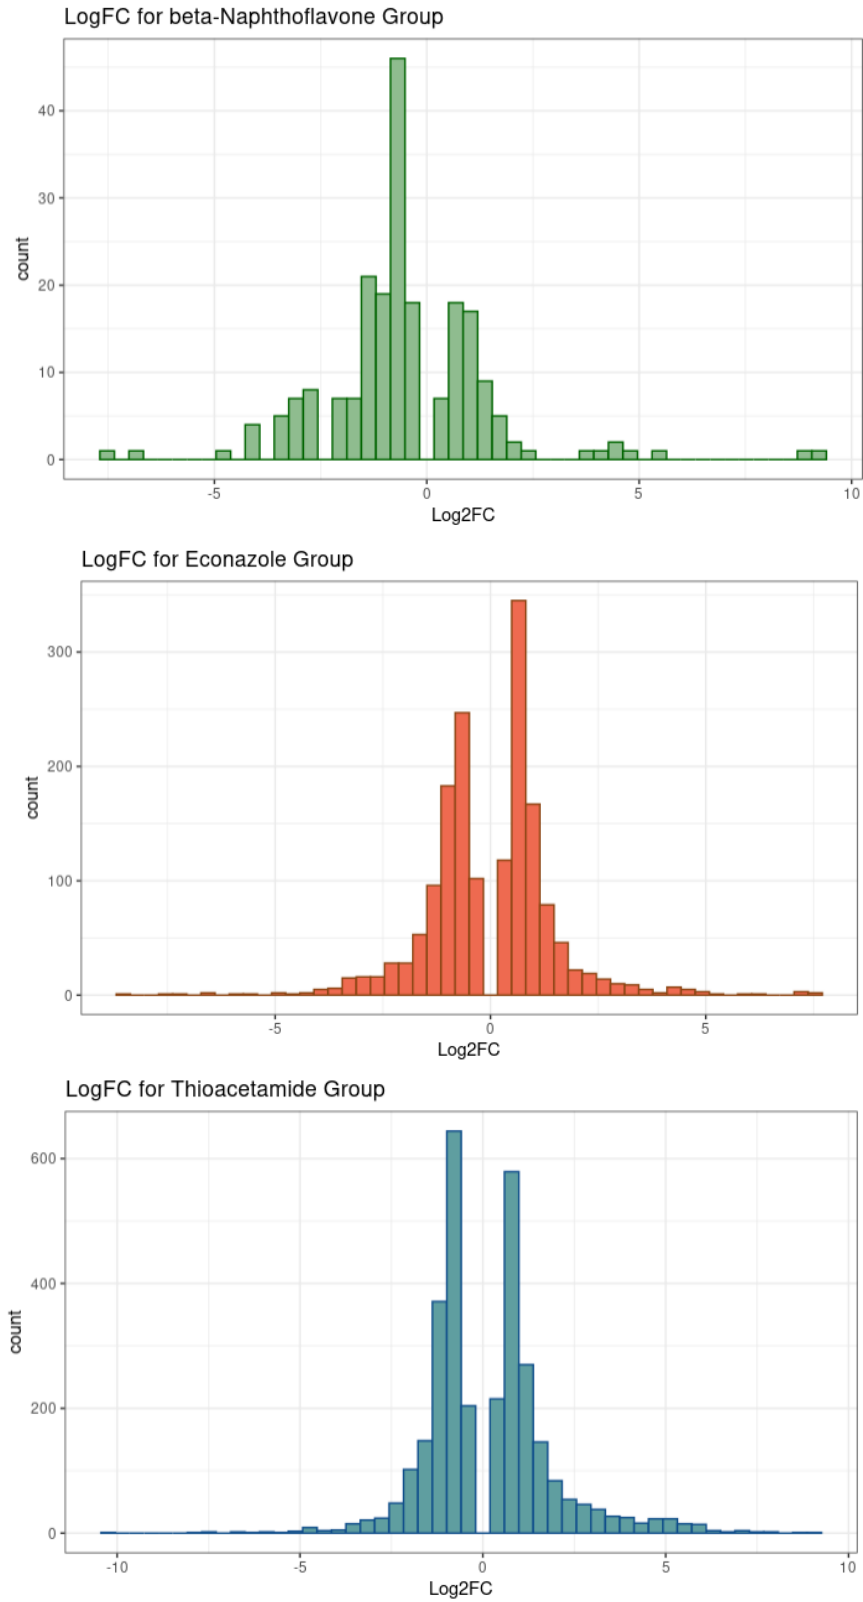 LogFC for beta-Naphthoflavone Group
40
30
20
10
0
count
-5 0 5 10
Log2FC
LogFC for Econazole Group
300
200
100
0
count
-5 0 5
Log2FC
LogFC for Thioacetamide Group
600
400
200
0
count
-10 -5 0 5 10
Log2FC